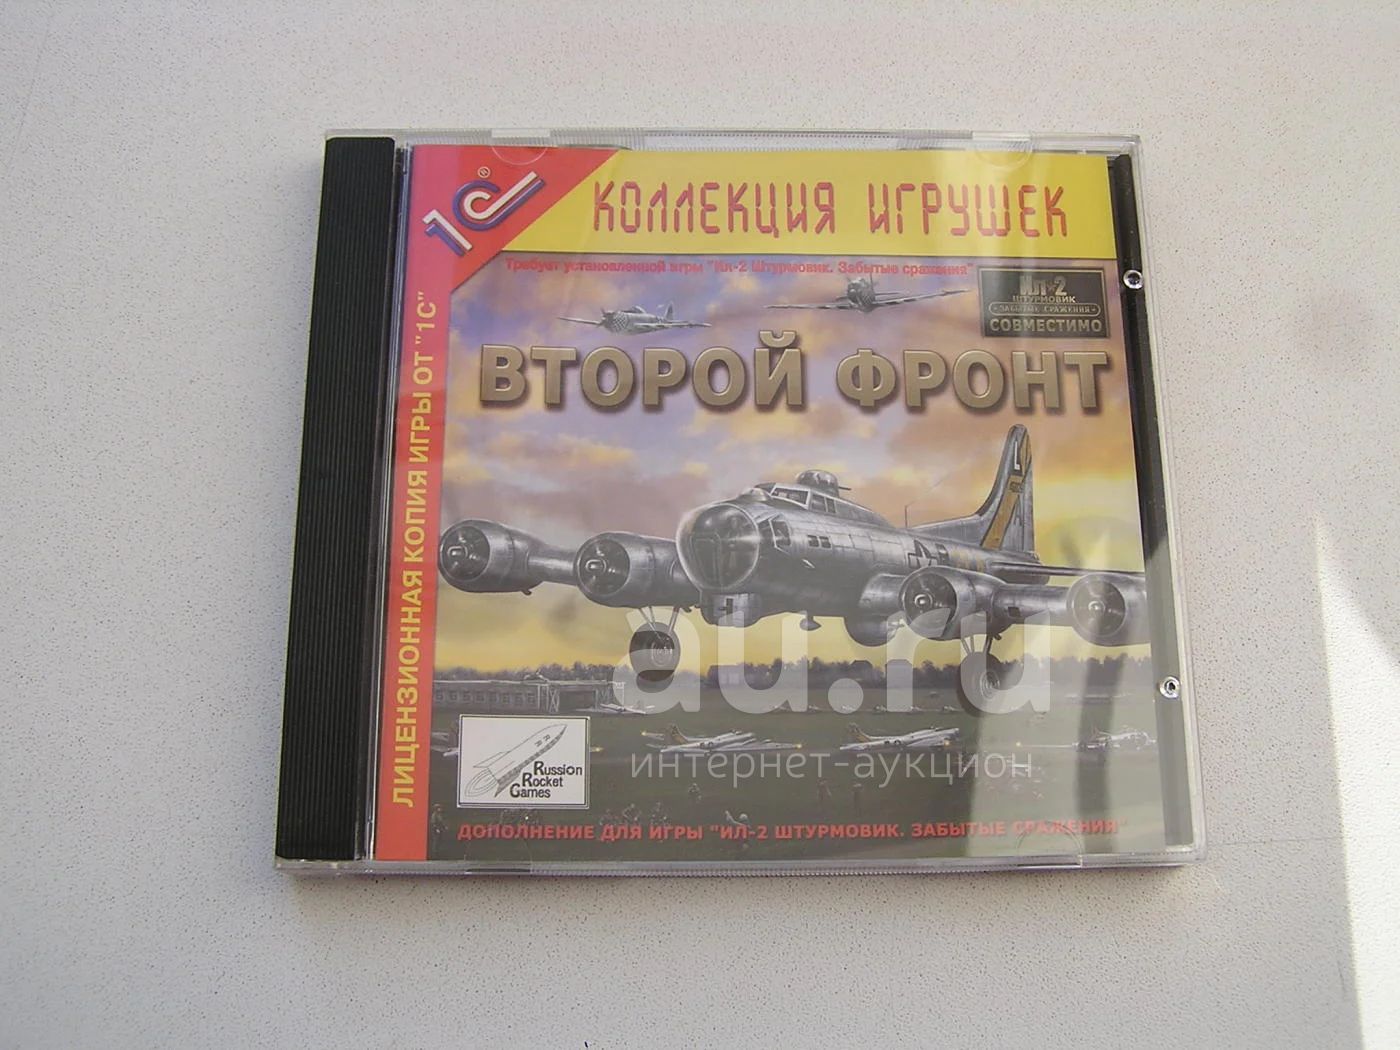 1С®
КОЛЛЕКЦИЯ ИГРУШЕК
Требует установленной игры "Ил-2 Штурмовик. Забытые сражения"
ИЛ-2
ШТУРМОВИК
ЗАБЫТЫЕ СРАЖЕНИЯ
СОВМЕСТИМО
ВТОРОЙ ФРОНТ
ЛИЦЕНЗИОННАЯ КОПИЯ ИГРЫ ОТ "1С"
L
au.ru
интернет-аукцион
Russion
Rocket
Games
ДОПОЛНЕНИЕ ДЛЯ ИГРЫ "ИЛ-2 ШТУРМОВИК. ЗАБЫТЫЕ СРАЖЕНИЯ"